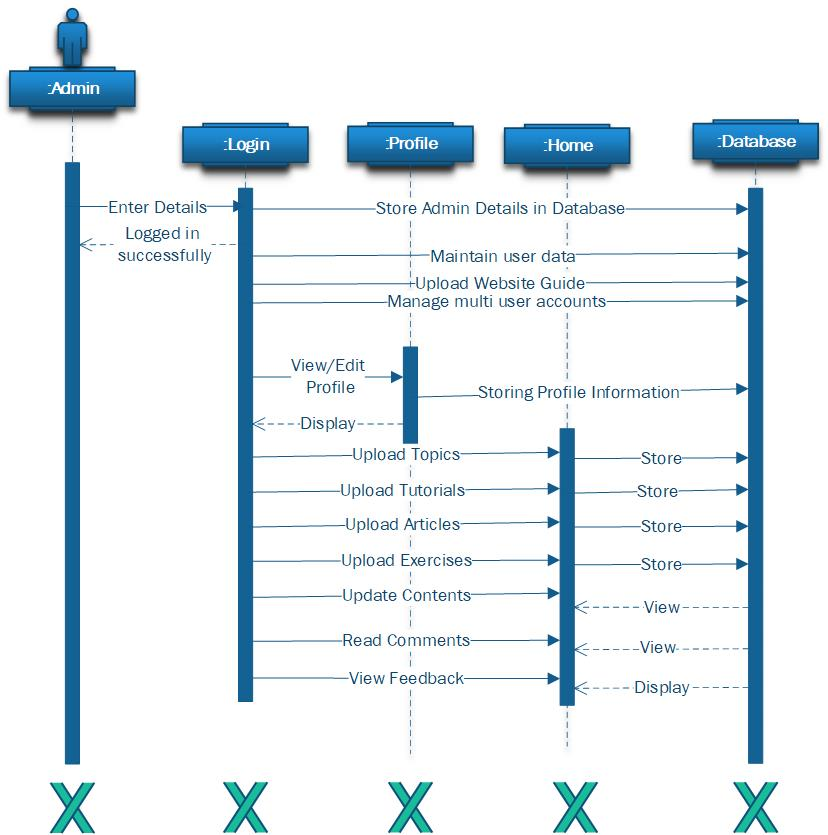 :Admin
:Login
:Profile
:Home
:Database
Enter Details
Store Admin Details in Database
Logged in
successfully
Maintain user data
Upload Website Guide
Manage multi user accounts
View/Edit
Profile
Storing Profile Information
Display
Upload Topics
Store
Upload Tutorials
Store
Upload Articles
Store
Upload Exercises
Store
Update Contents
View
Read Comments
View
View Feedback
Display